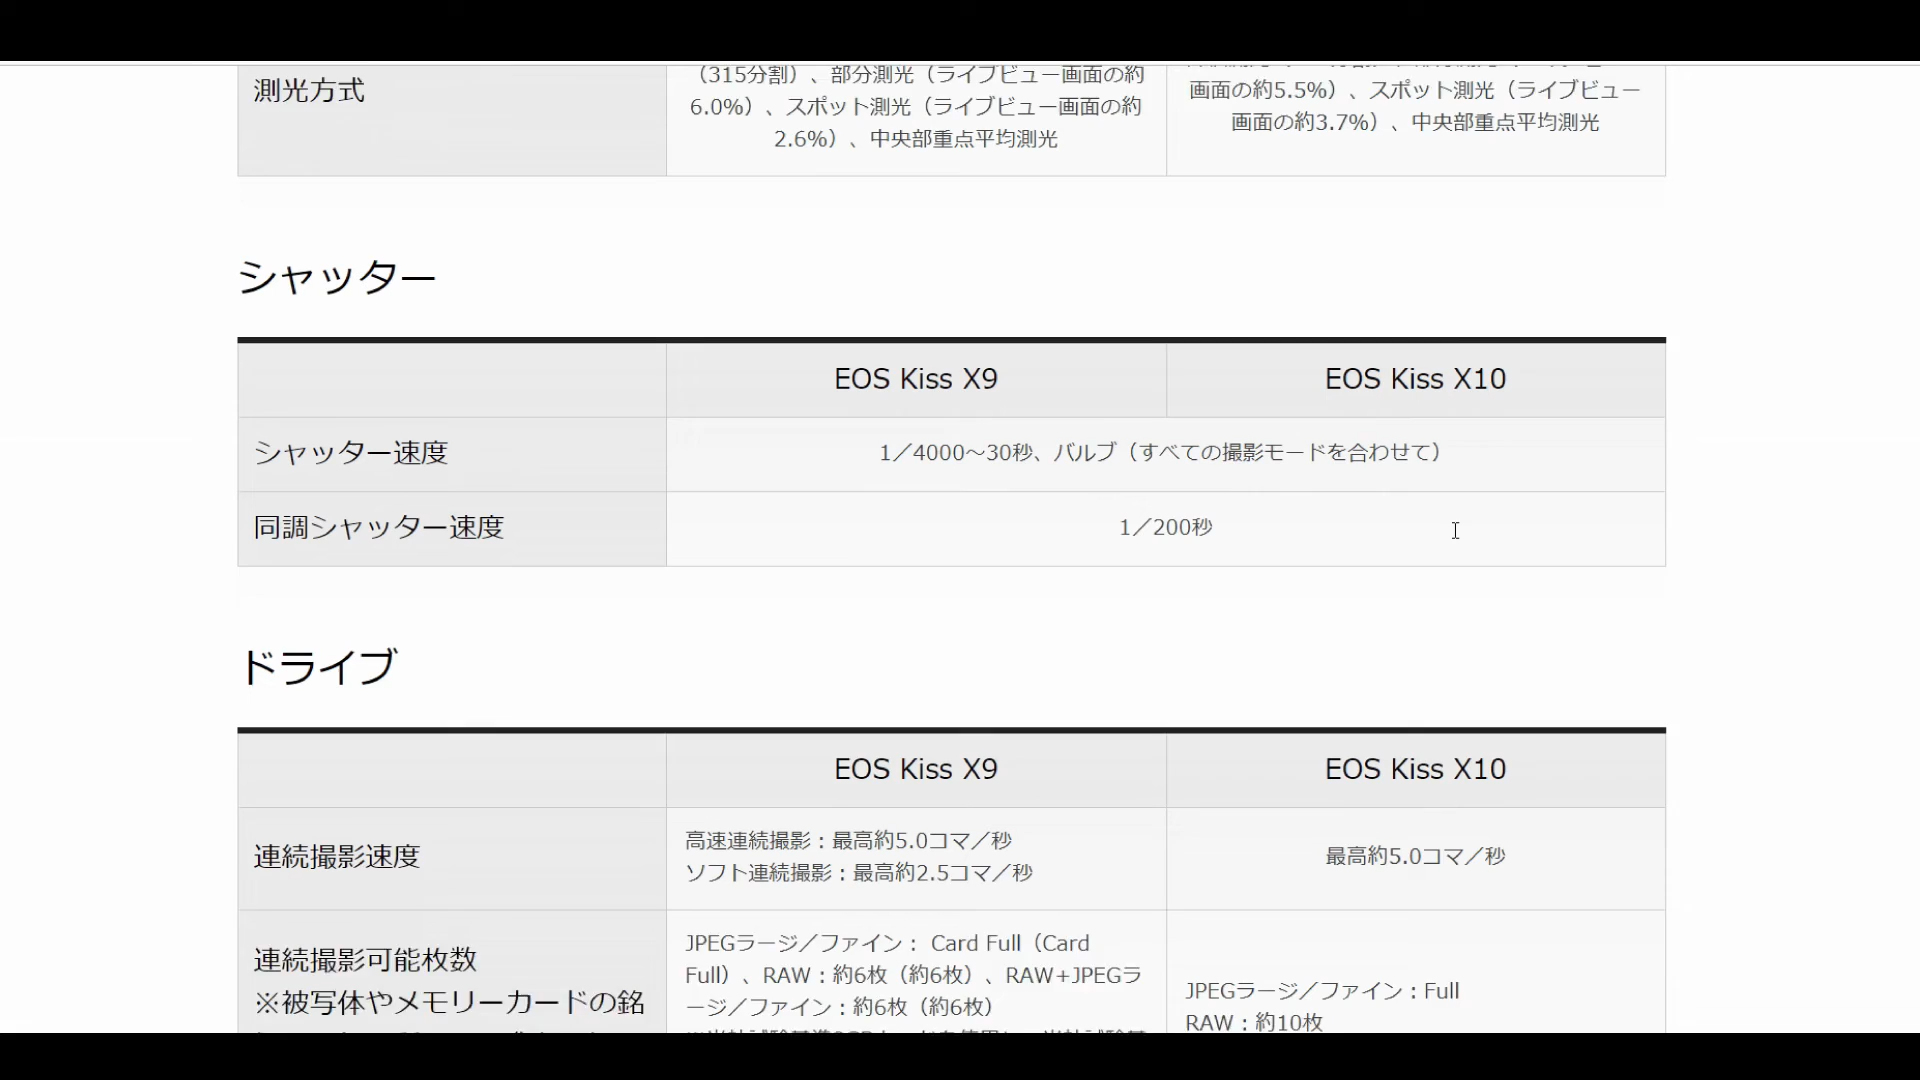 測光方式
（315分割）、部分測光（ライブビュー画面の約
6.0%）、スポット測光（ライブビュー画面の約
2.6%）、中央部重点平均測光
画面の約5.5%）、スポット測光（ライブビュー
画面の約3.7%）、中央部重点平均測光
シャッター
EOS Kiss X9
EOS Kiss X10
シャッター速度
1／4000～30秒、バルブ（すべての撮影モードを合わせて）
同調シャッター速度
1／200秒
ドライブ
EOS Kiss X9
EOS Kiss X10
連続撮影速度
高速連続撮影：最高約5.0コマ／秒
ソフト連続撮影：最高約2.5コマ／秒
最高約5.0コマ／秒
連続撮影可能枚数
※被写体やメモリーカードの銘
JPEGラージ／ファイン： Card Full（Card
Full）、RAW：約6枚（約6枚）、RAW+JPEGラ
ージ／ファイン：約6枚（約6枚）
JPEGラージ／ファイン：Full
RAW：約10枚